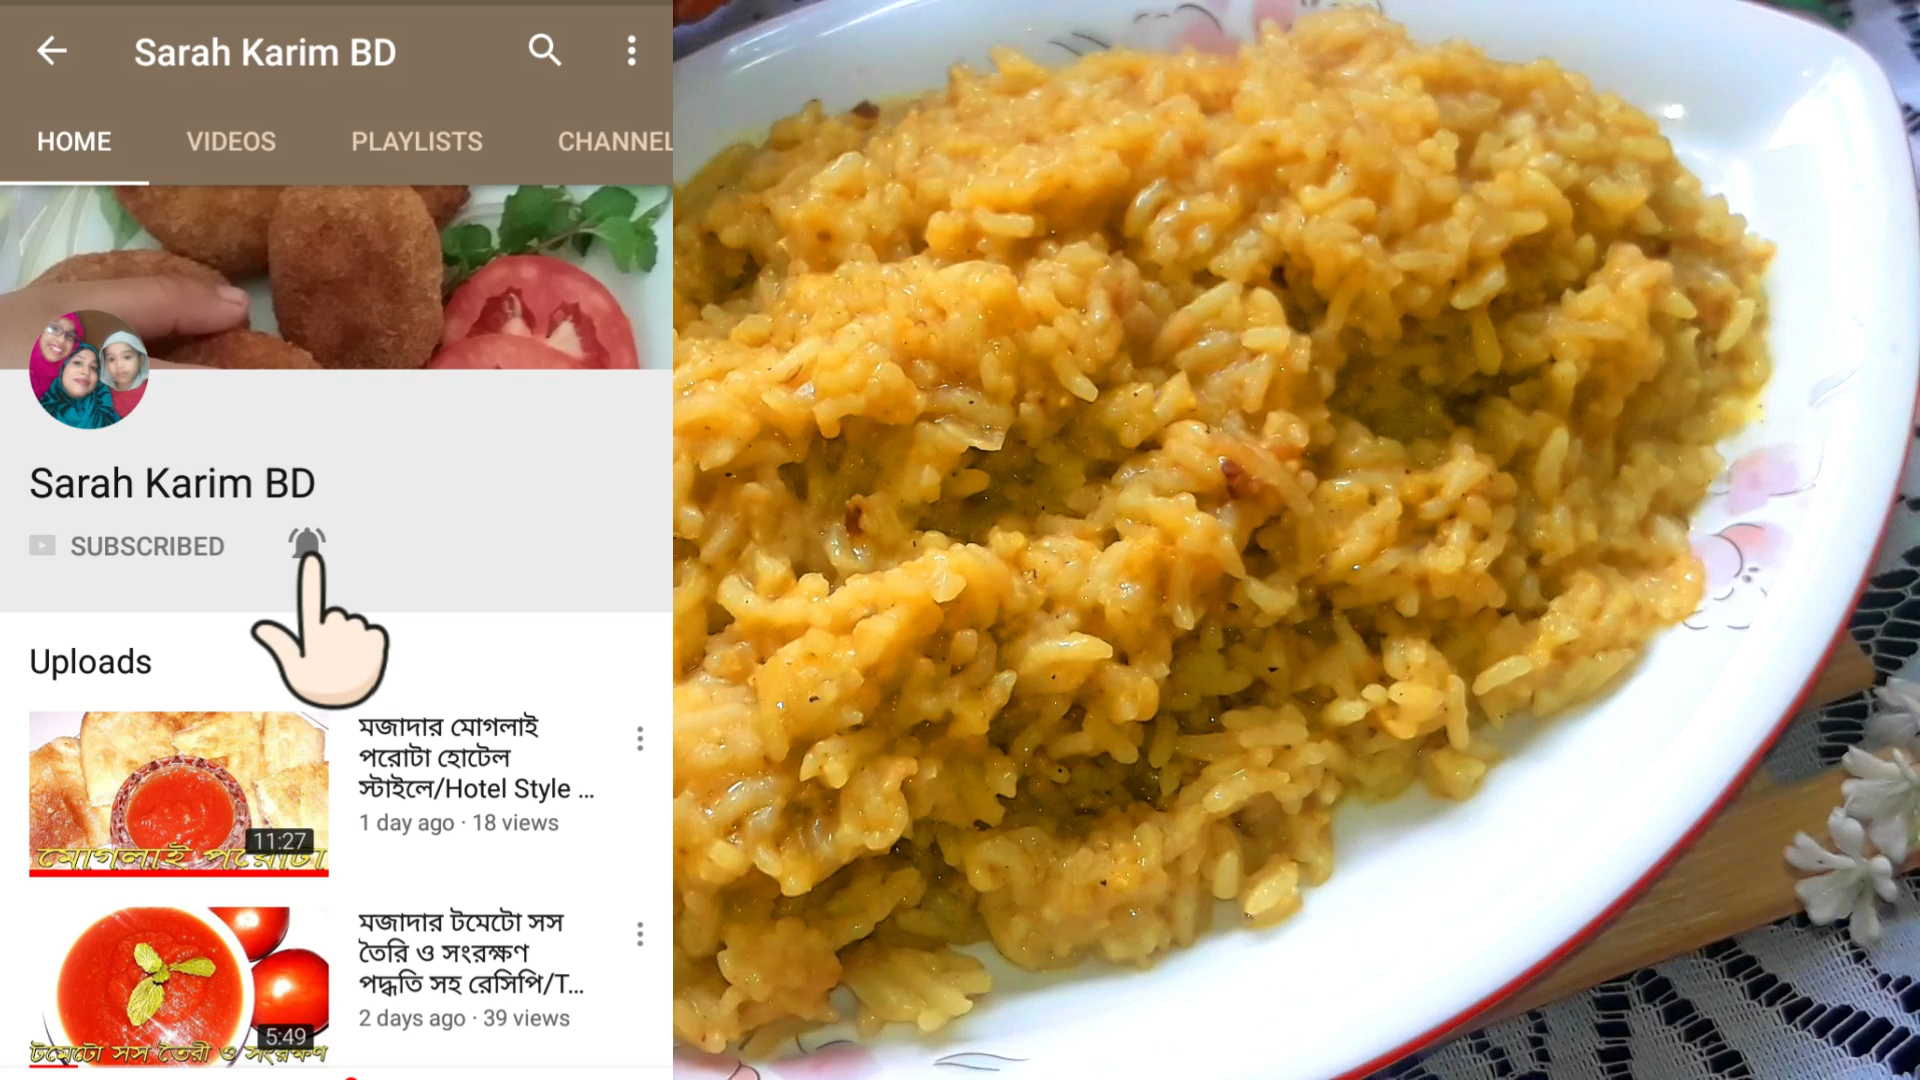 Sarah Karim BD
HOME VIDEOS PLAYLISTS CHANNEL
Sarah Karim BD
SUBSCRIBED
Uploads
মজাদার মোগলাই
পরোটা হোটেল
স্টাইলে/Hotel Style ...
1 day ago · 18 views
11:27
মোগলাই পরোটা
মজাদার টমেটো সস
তৈরি ও সংরক্ষণ
পদ্ধতি সহ রেসিপি/T...
2 days ago · 39 views
5:49
টমেটো সস তৈরী ও সংরক্ষণ